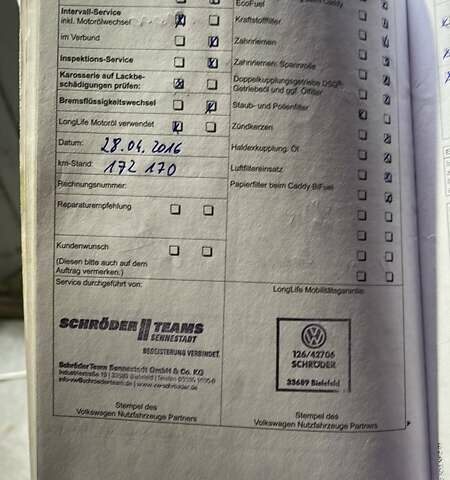 Intervall-Service
inkl. Motorölwechsel
im Verbund
Inspektions-Service
Karosserie auf Lackbe-
schädigungen prüfen:
Bremsflüssigkeitswechsel
LongLife Motoröl verwendet
Datum: 28.04.2016
km-Stand: 172 170
Rechnungsnummer:
Reparaturempfehlung
Kundenwunsch
(Diesen bitte auch auf dem
Auftrag vermerken.)
Service durchgeführt von:
SCHRÖDER TEAMS
SENNESTADT
BEGEISTERUNG VERBINDET.
Schröder Team Sennestadt GmbH & Co. KG
Stempel des
Volkswagen Nutzfahrzeuge Partners
EcoFuel
Caddy
Kraftstofffilter:
Zahnriemen:
Zahnriemen: Spannrolle
Doppelkupplungsgetriebe DSG:
Getriebeöl und ggf. Ölfilter
Staub- und Pollenfilter
Zündkerzen
Haldexkupplung: Öl
Luftfiltereinsatz
Papierfilter beim Caddy BiFuel
LongLife Mobilitätsgarantie:
126/42706
SCHRÖDER
33689 Bielefeld
Stempel des
Volkswagen Nutzfahrzeuge Partners